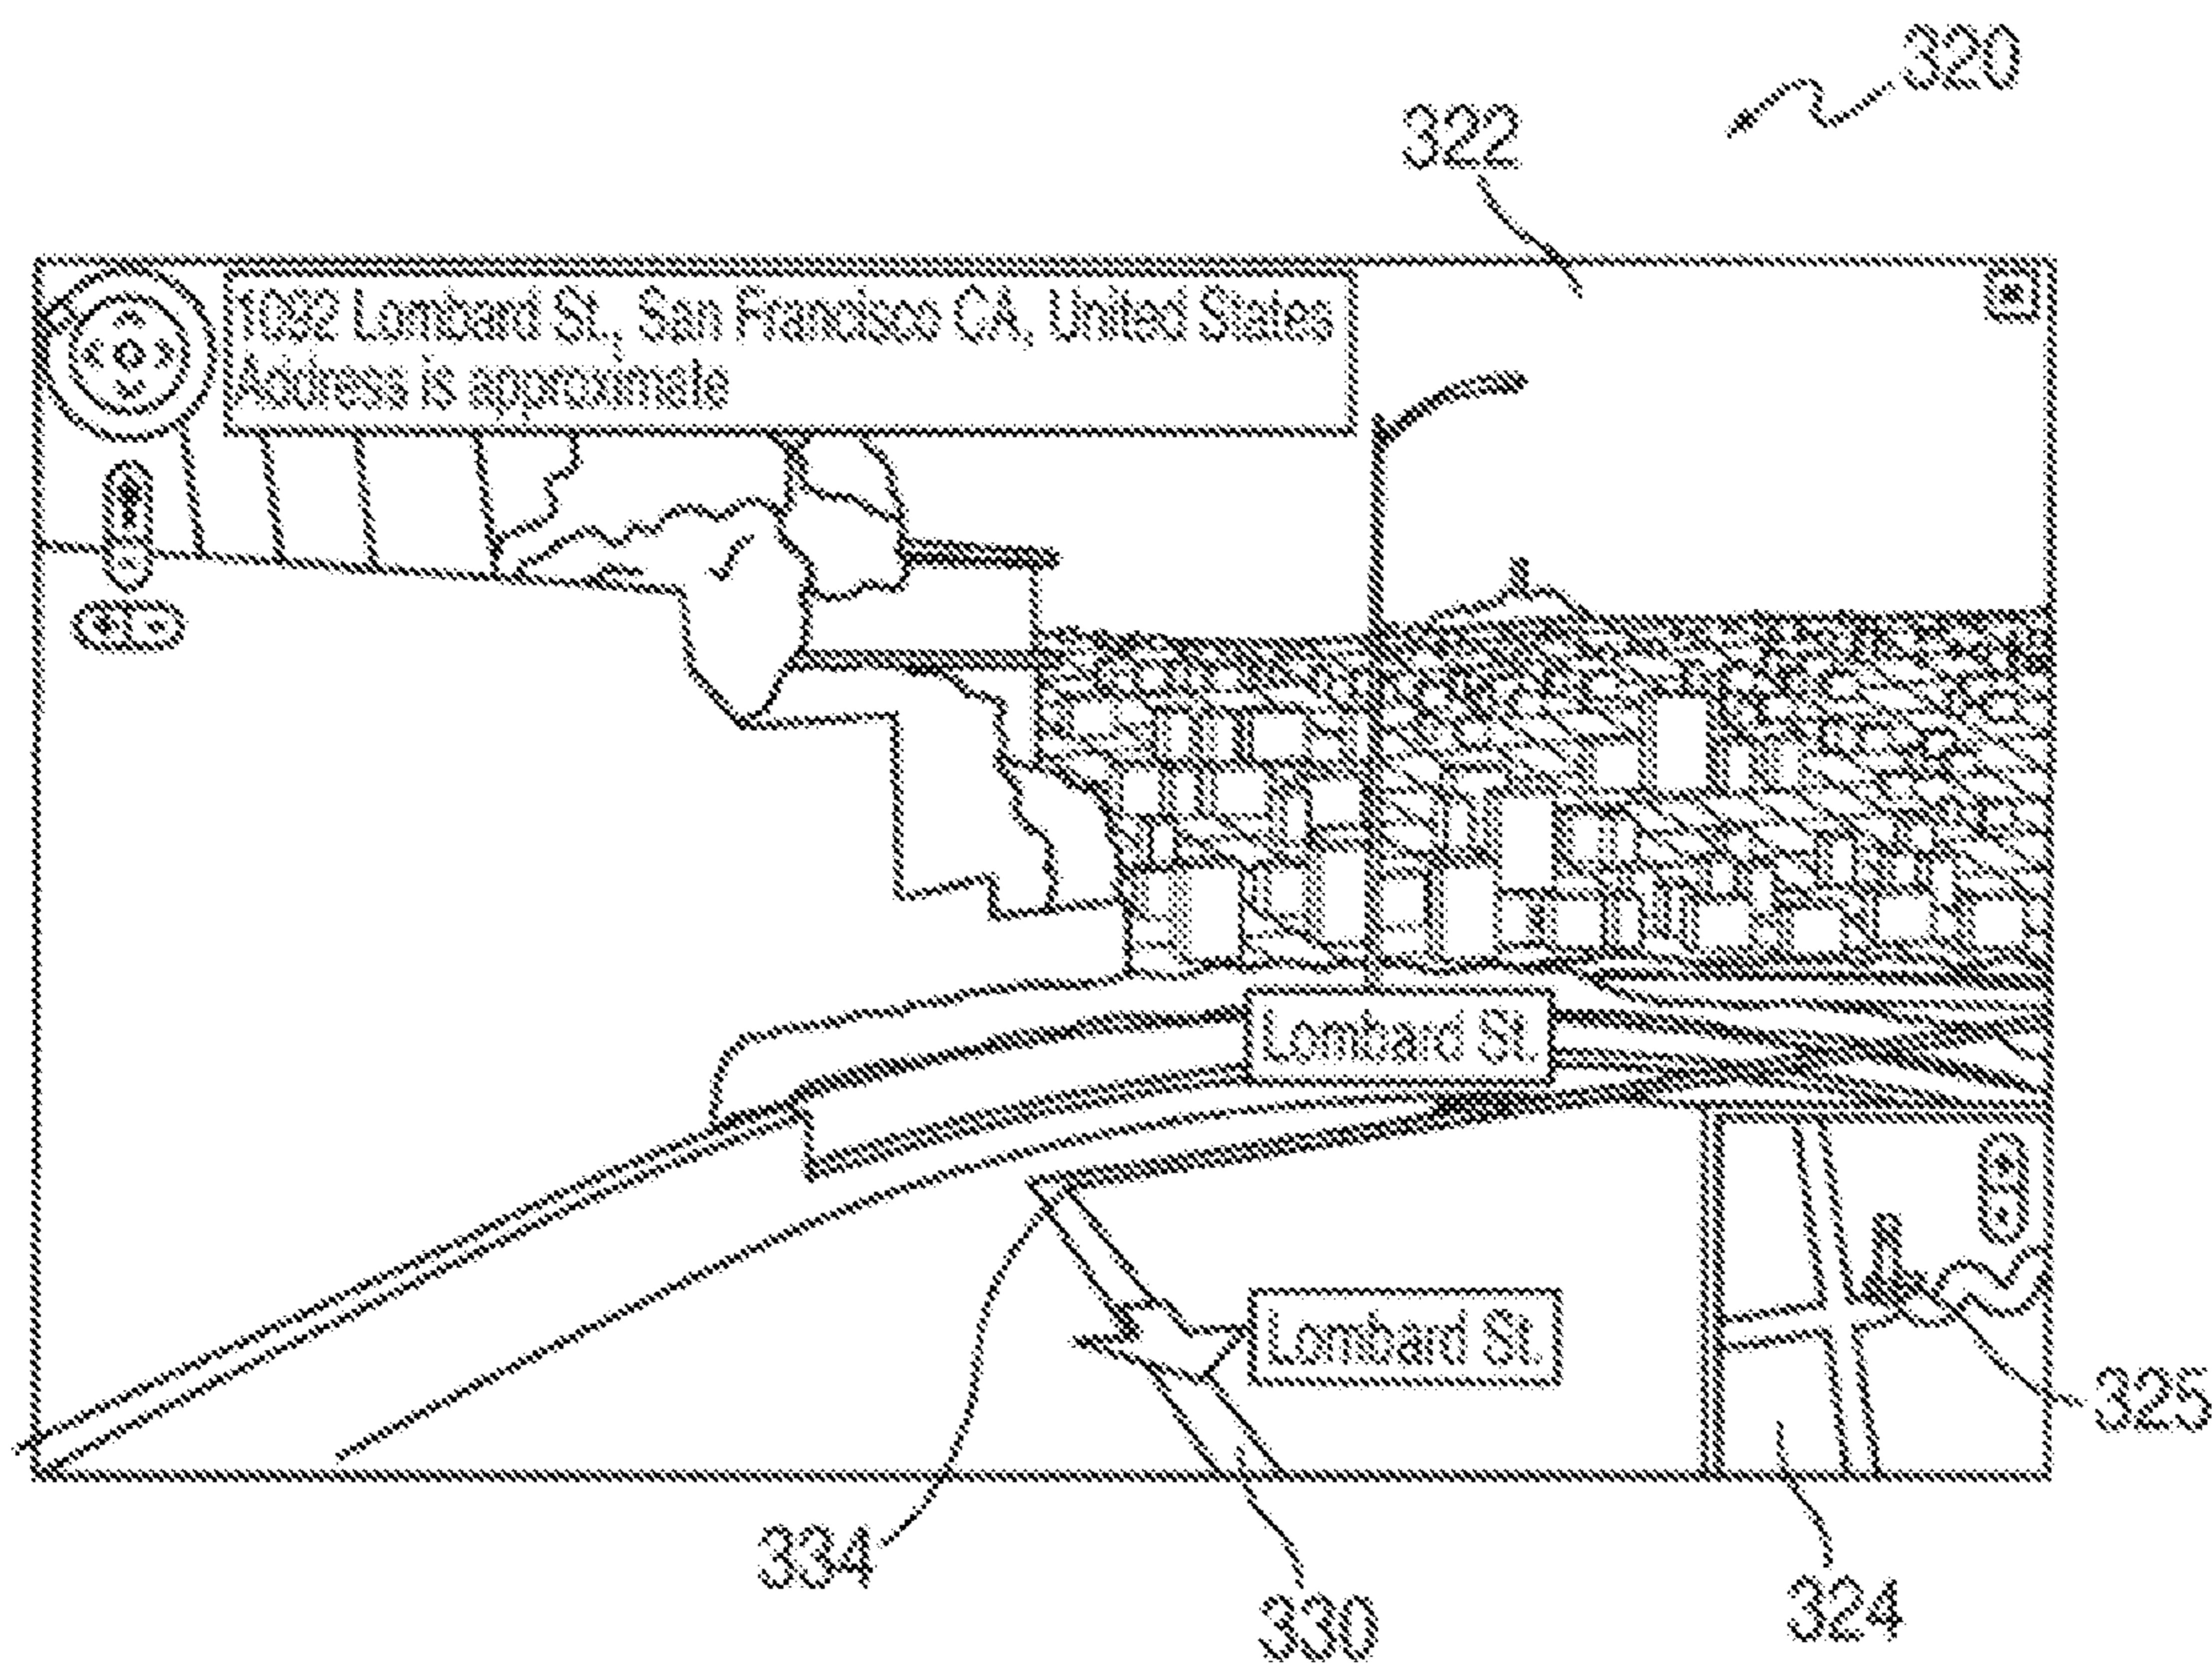 320
322
1092 Lombard St., San Francisco CA, United States
Address is approximate
Lombard St.
Lombard St.
325
334
330
324